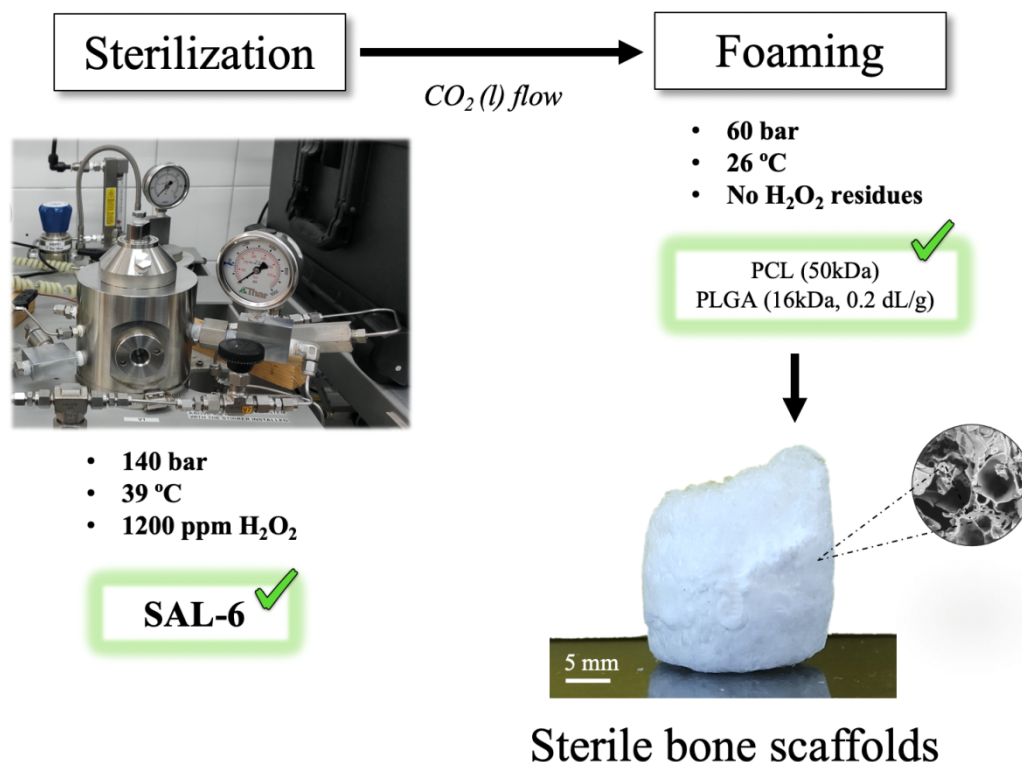 Sterilization
CO₂ (l) flow
Foaming
• 60 bar
• 26 ºC
• No H₂O₂ residues
PCL (50kDa)
PLGA (16kDa, 0.2 dL/g)
Thar
• 140 bar
• 39 ºC
• 1200 ppm H₂O₂
SAL-6
5 mm
Sterile bone scaffolds